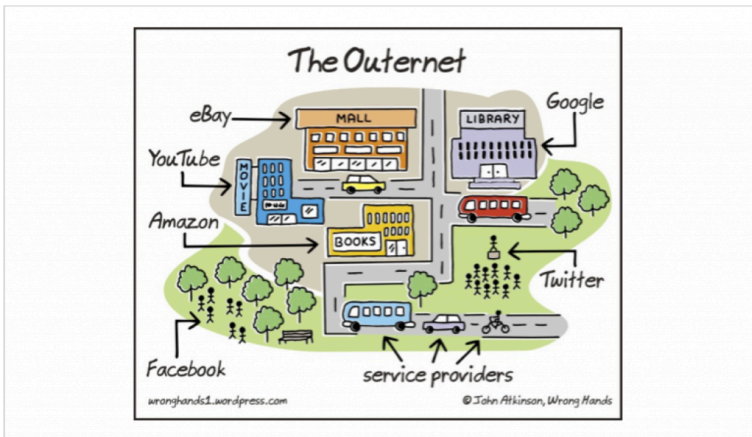 The Outernet
eBay
MALL
LIBRARY
Google
YouTube
MOVIE
Amazon
BOOKS
Twitter
Facebook
service providers
wronghands1.wordpress.com
© John Atkinson, Wrong Hands